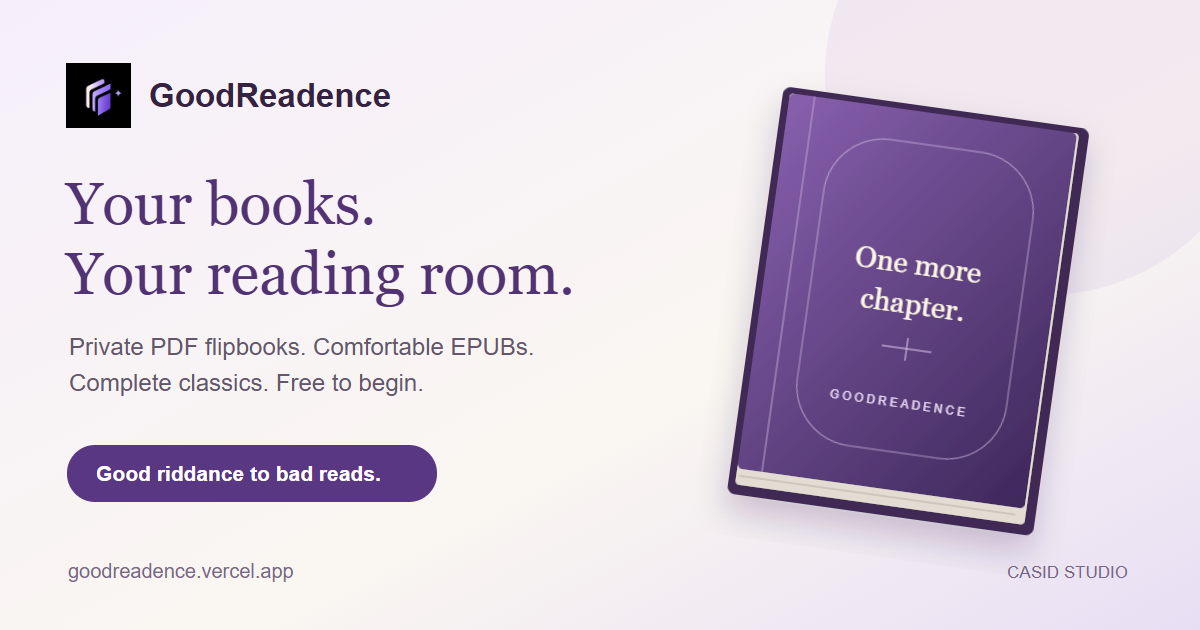 GoodReadence
Your books.
Your reading room.
Private PDF flipbooks. Comfortable EPUBs.
Complete classics. Free to begin.
Good riddance to bad reads.
goodreadence.vercel.app
One more
chapter.
GOODREADENCE
CASID STUDIO